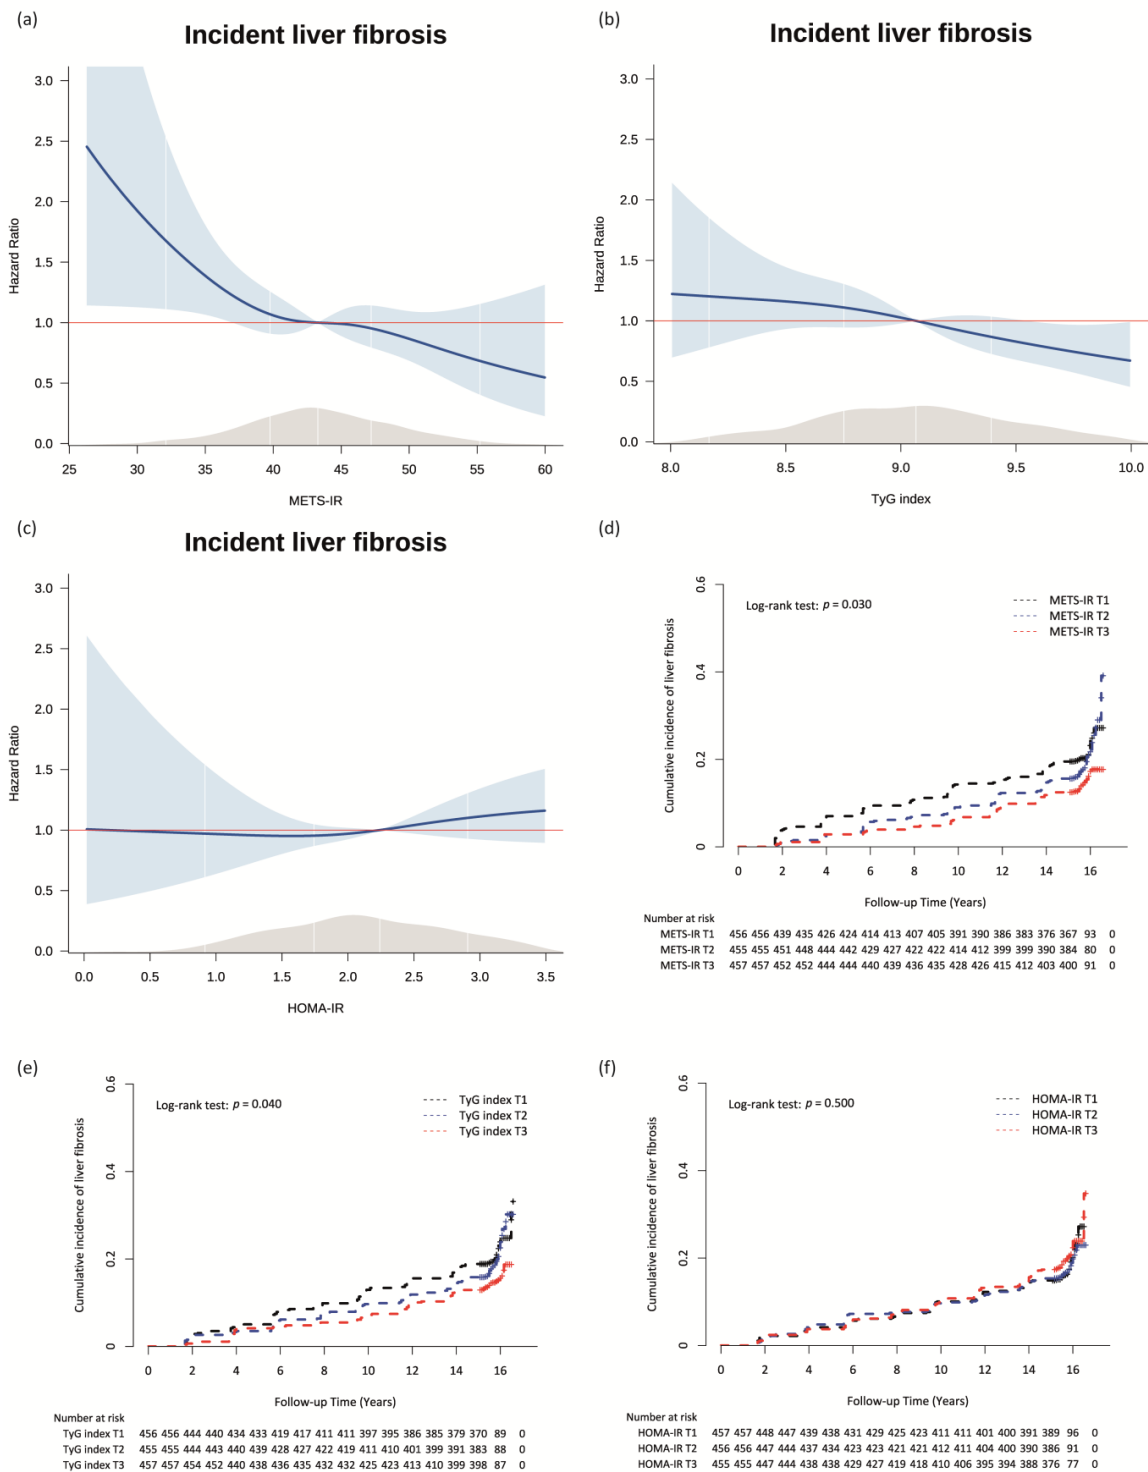 (a)
Incident liver fibrosis
3.0
2.5
2.0
1.5
1.0
0.5
0.0
Hazard Ratio
25 30 35 40 45 50 55 60
METS-IR
(b)
Incident liver fibrosis
3.0
2.5
2.0
1.5
1.0
0.5
0.0
Hazard Ratio
8.0 8.5 9.0 9.5 10.0
TyG index
(c)
Incident liver fibrosis
3.0
2.5
2.0
1.5
1.0
0.5
0.0
Hazard Ratio
0.0 0.5 1.0 1.5 2.0 2.5 3.0 3.5
HOMA-IR
(d)
Log-rank test: p = 0.030
METS-IR T1
METS-IR T2
METS-IR T3
0.6
0.4
0.2
0
Cumulative incidence of liver fibrosis
0 2 4 6 8 10 12 14 16
Follow-up Time (Years)
Number at risk
METS-IR T1 456 456 439 435 426 424 414 413 407 405 391 390 386 383 376 367 93 0
METS-IR T2 455 455 451 448 444 442 429 427 422 422 414 412 399 399 390 384 80 0
METS-IR T3 457 457 452 452 444 444 440 439 436 435 428 426 415 412 403 400 91 0
(e)
Log-rank test: p = 0.040
TyG index T1
TyG index T2
TyG index T3
0.6
0.4
0.2
0
Cumulative incidence of liver fibrosis
0 2 4 6 8 10 12 14 16
Follow-up Time (Years)
Number at risk
TyG index T1 456 456 444 440 434 433 419 417 411 411 397 395 386 385 379 370 89 0
TyG index T2 455 455 444 443 440 439 428 427 422 419 411 410 401 399 391 383 88 0
TyG index T3 457 457 454 452 440 438 436 435 432 432 425 423 413 410 399 398 87 0
(f)
Log-rank test: p = 0.500
HOMA-IR T1
HOMA-IR T2
HOMA-IR T3
0.6
0.4
0.2
0
Cumulative incidence of liver fibrosis
0 2 4 6 8 10 12 14 16
Follow-up Time (Years)
Number at risk
HOMA-IR T1 457 457 448 447 439 438 431 429 425 423 411 411 401 400 391 389 96 0
HOMA-IR T2 456 456 447 447 437 434 423 423 421 421 412 411 404 400 390 386 91 0
HOMA-IR T3 455 455 447 444 438 438 429 427 419 418 410 406 395 394 388 376 77 0